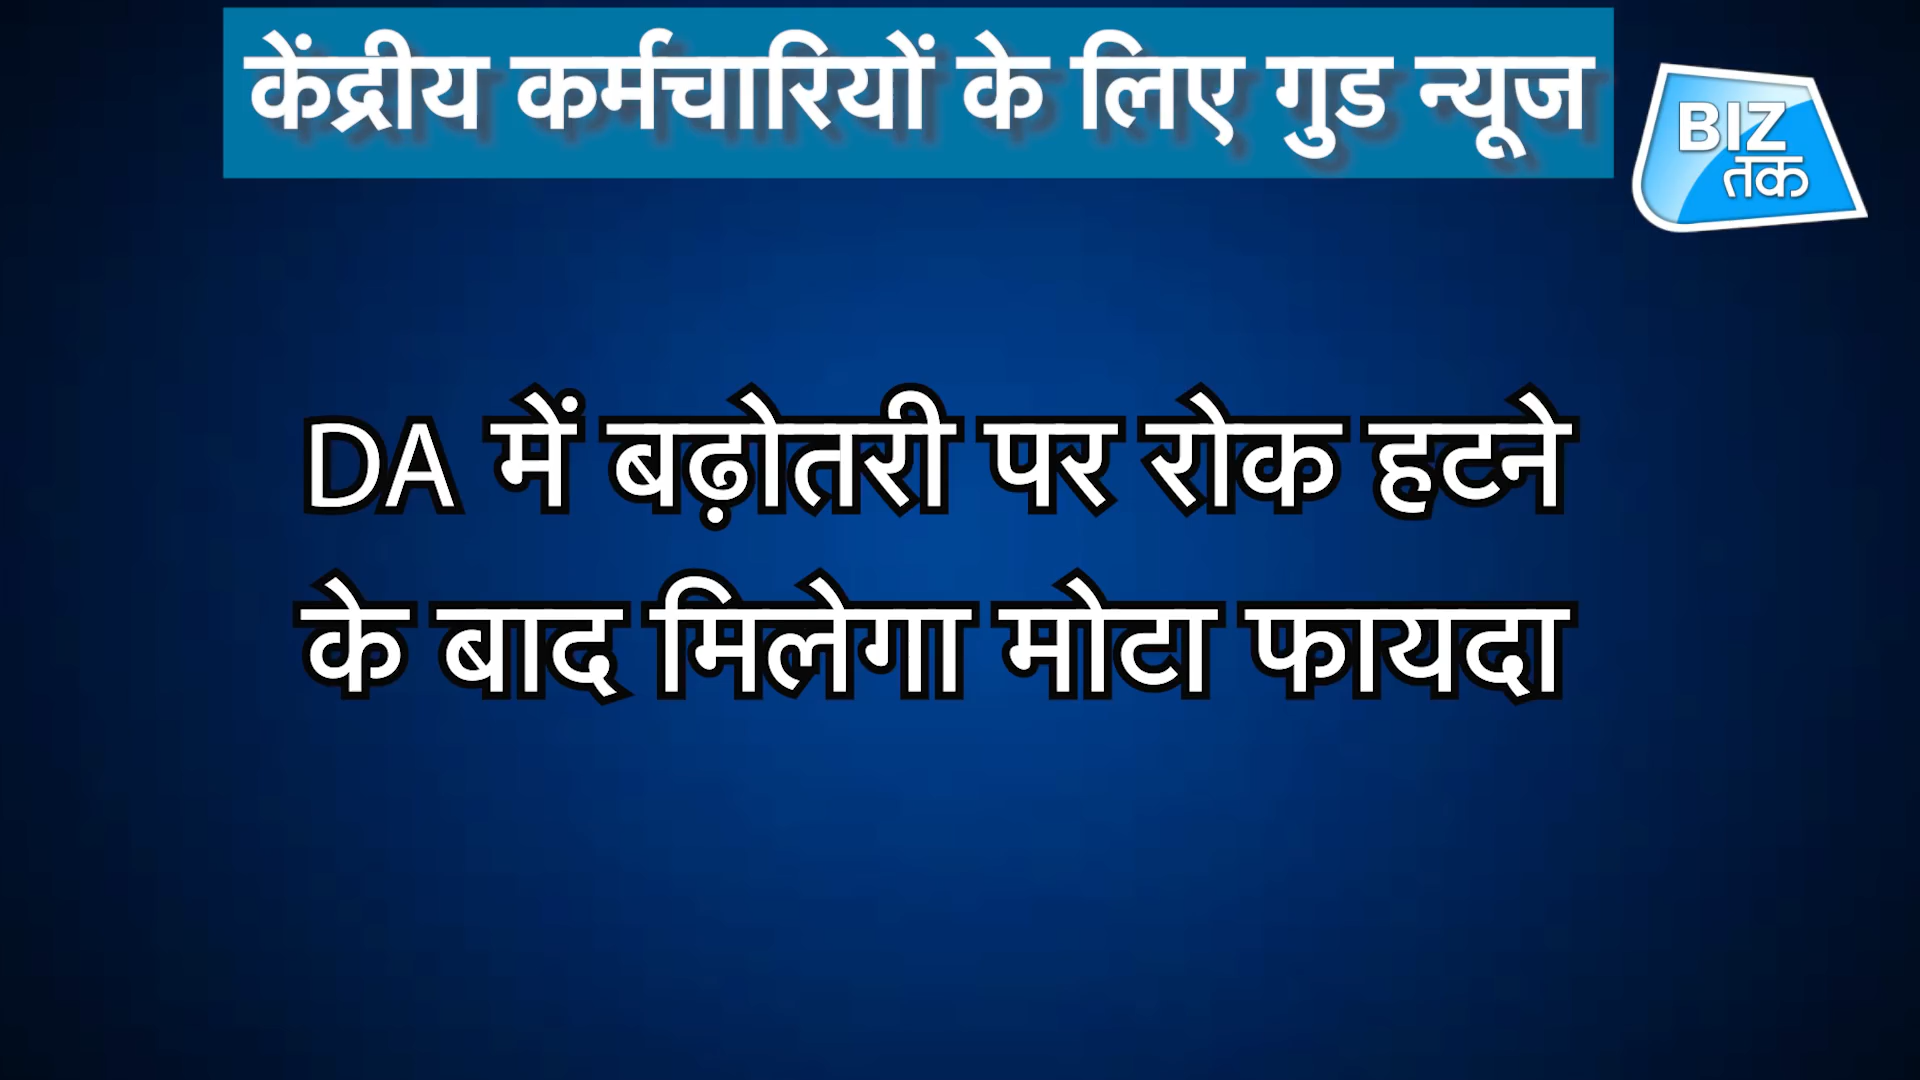 केंद्रीय कर्मचारियों के लिए गुड न्यूज
BIZ
तक
DA में बढ़ोतरी पर रोक हटने
के बाद मिलेगा मोटा फायदा